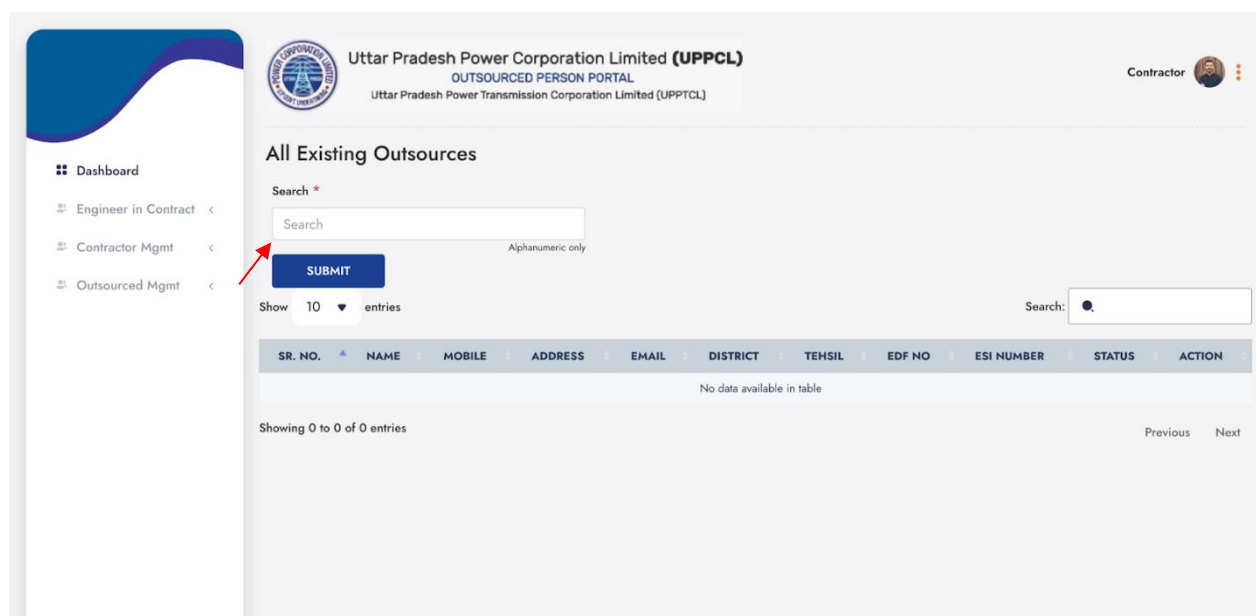 Uttar Pradesh Power Corporation Limited (UPPCL)
OUTSOURCED PERSON PORTAL
Uttar Pradesh Power Transmission Corporation Limited (UPPTCL)
Contractor
Dashboard
Engineer in Contract
Contractor Mgmt
Outsourced Mgmt
All Existing Outsources
Search *
Search
Alphanumeric only
SUBMIT
Show 10 entries
Search:
SR. NO. NAME MOBILE ADDRESS EMAIL DISTRICT TEHSIL EDF NO ESI NUMBER STATUS ACTION
No data available in table
Showing 0 to 0 of 0 entries
Previous Next